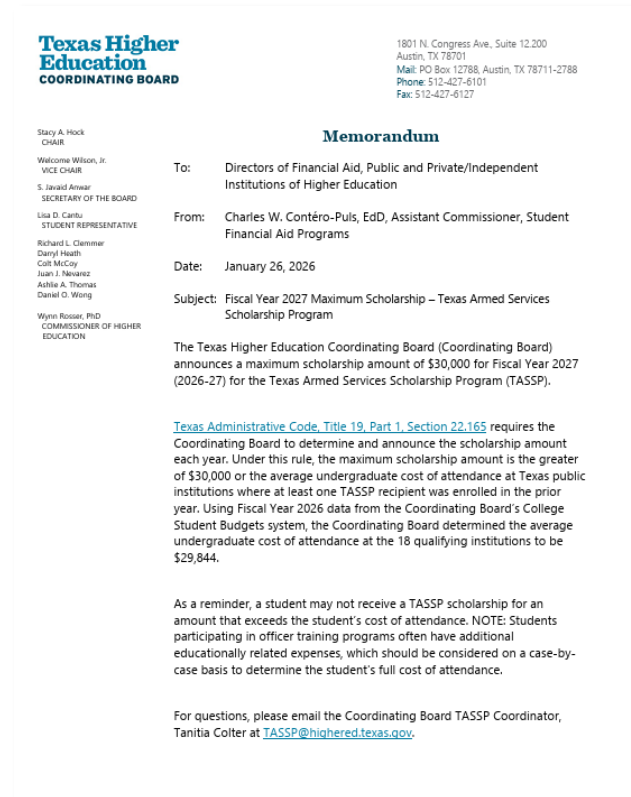 Texas Higher
Education
COORDINATING BOARD
1801 N. Congress Ave., Suite 12.200
Austin, TX 78701
Mail: PO Box 12788, Austin, TX 78711-2788
Phone: 512-427-6101
Fax: 512-427-6127
Stacy A. Hock
CHAIR
Welcome Wilson, Jr.
VICE CHAIR
S. Javaid Anwar
SECRETARY OF THE BOARD
Lisa D. Cantu
STUDENT REPRESENTATIVE
Richard L. Clemmer
Darryl Heath
Colt McCoy
Juan J. Nevarez
Ashlie A. Thomas
Daniel O. Wong
Wynn Rosser, PhD
COMMISSIONER OF HIGHER
EDUCATION
Memorandum
To: Directors of Financial Aid, Public and Private/Independent
Institutions of Higher Education
From: Charles W. Contéro-Puls, EdD, Assistant Commissioner, Student
Financial Aid Programs
Date: January 26, 2026
Subject: Fiscal Year 2027 Maximum Scholarship – Texas Armed Services
Scholarship Program
The Texas Higher Education Coordinating Board (Coordinating Board)
announces a maximum scholarship amount of $30,000 for Fiscal Year 2027
(2026-27) for the Texas Armed Services Scholarship Program (TASSP).
Texas Administrative Code, Title 19, Part 1, Section 22.165 requires the
Coordinating Board to determine and announce the scholarship amount
each year. Under this rule, the maximum scholarship amount is the greater
of $30,000 or the average undergraduate cost of attendance at Texas public
institutions where at least one TASSP recipient was enrolled in the prior
year. Using Fiscal Year 2026 data from the Coordinating Board's College
Student Budgets system, the Coordinating Board determined the average
undergraduate cost of attendance at the 18 qualifying institutions to be
$29,844.
As a reminder, a student may not receive a TASSP scholarship for an
amount that exceeds the student's cost of attendance. NOTE: Students
participating in officer training programs often have additional
educationally related expenses, which should be considered on a case-by-
case basis to determine the student's full cost of attendance.
For questions, please email the Coordinating Board TASSP Coordinator,
Tanitia Colter at TASSP@highered.texas.gov.